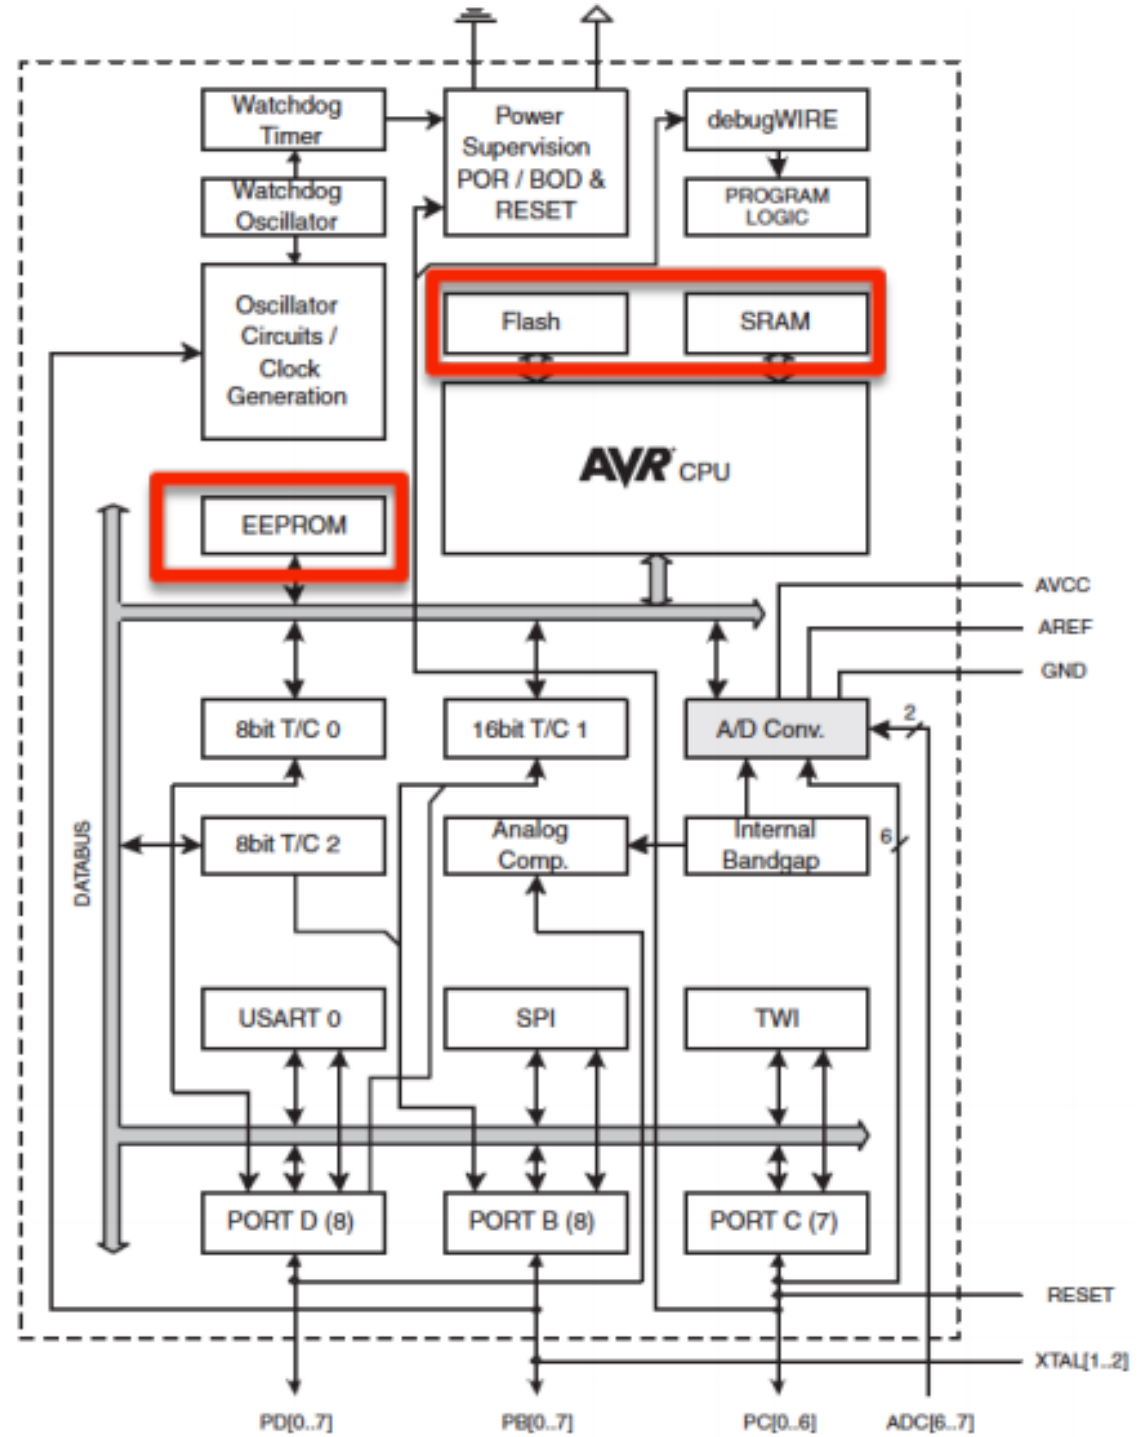 Watchdog
Timer
Power
Supervision
POR / BOD &
RESET
debugWIRE
Watchdog
Oscillator
PROGRAM
LOGIC
Oscillator
Circuits /
Clock
Generation
Flash
SRAM
AVR CPU
EEPROM
AVCC
AREF
GND
8bit T/C 0
16bit T/C 1
A/D Conv.
2
DATABUS
8bit T/C 2
Analog
Comp.
Internal
Bandgap
6
USART 0
SPI
TWI
PORT D (8)
PORT B (8)
PORT C (7)
RESET
XTAL[1..2]
PD[0..7]
PB[0..7]
PC[0..6]
ADC[6..7]